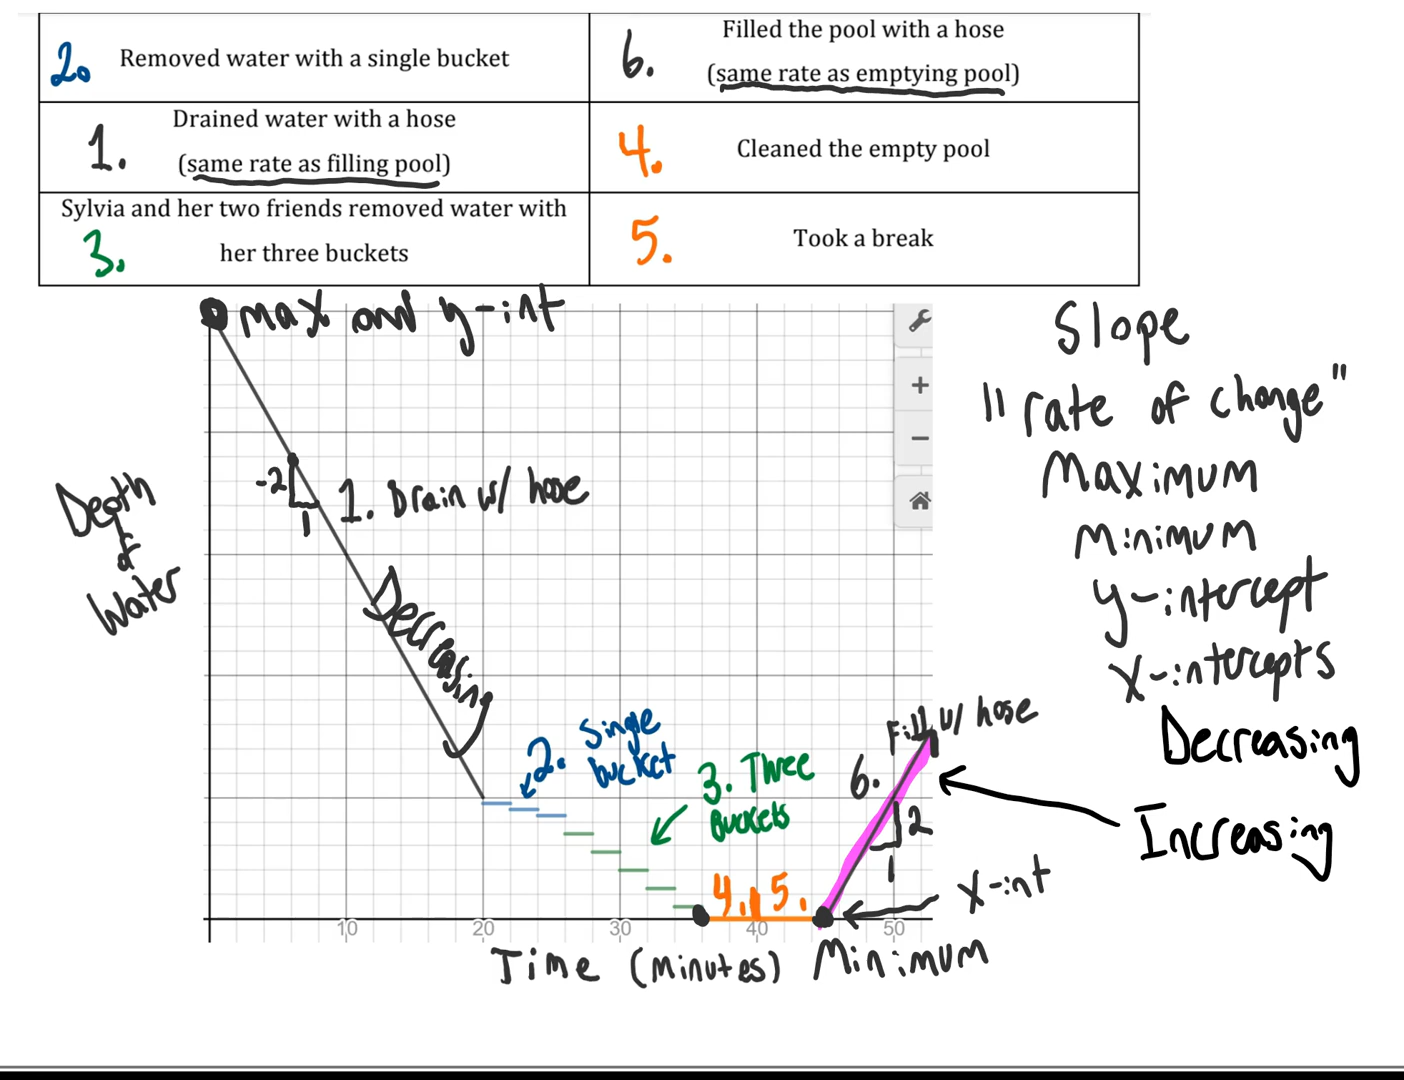 2. Removed water with a single bucket
6. Filled the pool with a hose
(same rate as emptying pool)
1. Drained water with a hose
(same rate as filling pool)
4. Cleaned the empty pool
Sylvia and her two friends removed water with
3. her three buckets
5. Took a break
max and y-int
Slope
"rate of change"
Maximum
Minimum
y-intercept
x-intercepts
Decreasing
Increasing
Depth
of
Water
-2
1
1. Drain w/ hose
Decreasing
2. Single
bucket
3. Three
Buckets
Fill w/ hose
6.
2
1
4. 5.
x-int
10 20 30 40 50
Time (minutes) Minimum
+
−